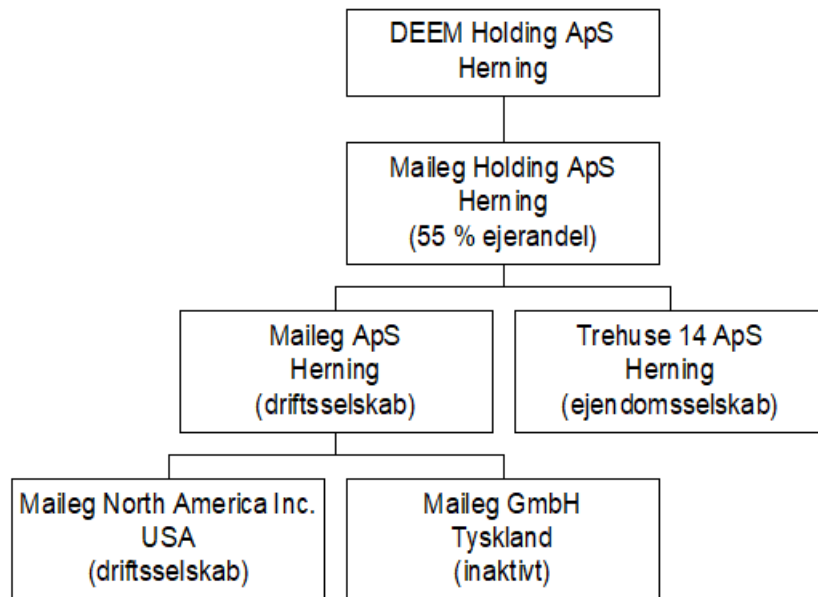 DEEM Holding ApS
Herning
Maileg Holding ApS
Herning
(55 % ejerandel)
Maileg ApS
Herning
(driftsselskab)
Trehuse 14 ApS
Herning
(ejendomsselskab)
Maileg North America Inc.
USA
(driftsselskab)
Maileg GmbH
Tyskland
(inaktivt)